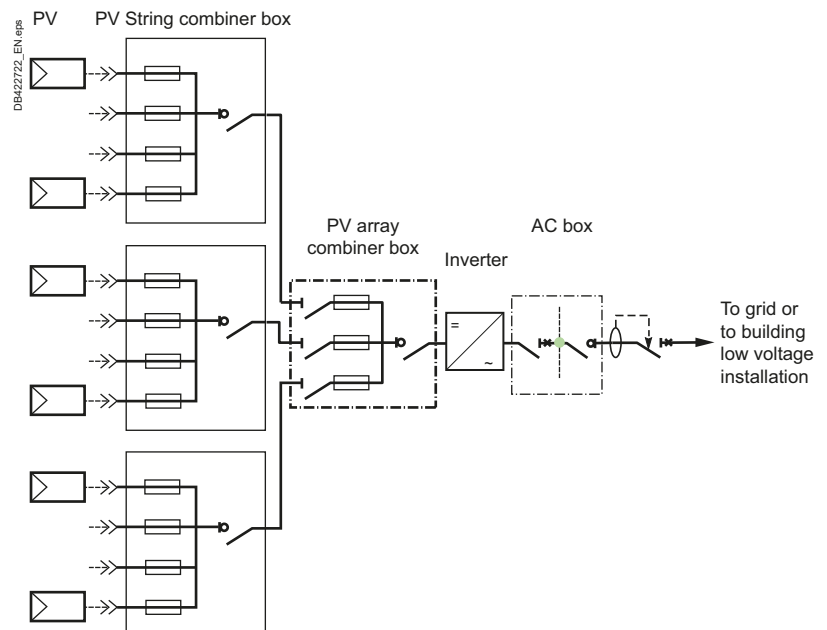 DB422722_EN.eps
PV
PV String combiner box
PV array
combiner box
Inverter
AC box
=
~
To grid or
to building
low voltage
installation